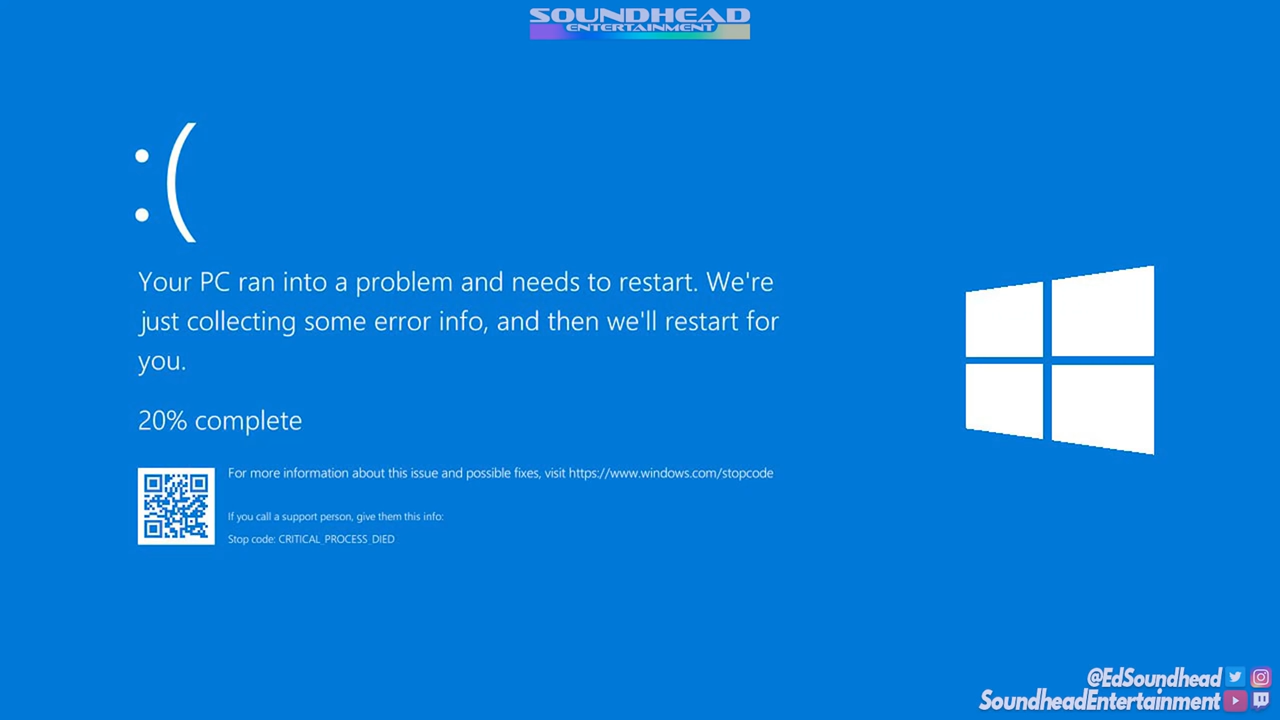 SOUNDHEAD
ENTERTAINMENT
:(
Your PC ran into a problem and needs to restart. We're
just collecting some error info, and then we'll restart for
you.
20% complete
For more information about this issue and possible fixes, visit https://www.windows.com/stopcode
If you call a support person, give them this info:
Stop code: CRITICAL_PROCESS_DIED
@EdSoundhead
SoundheadEntertainment